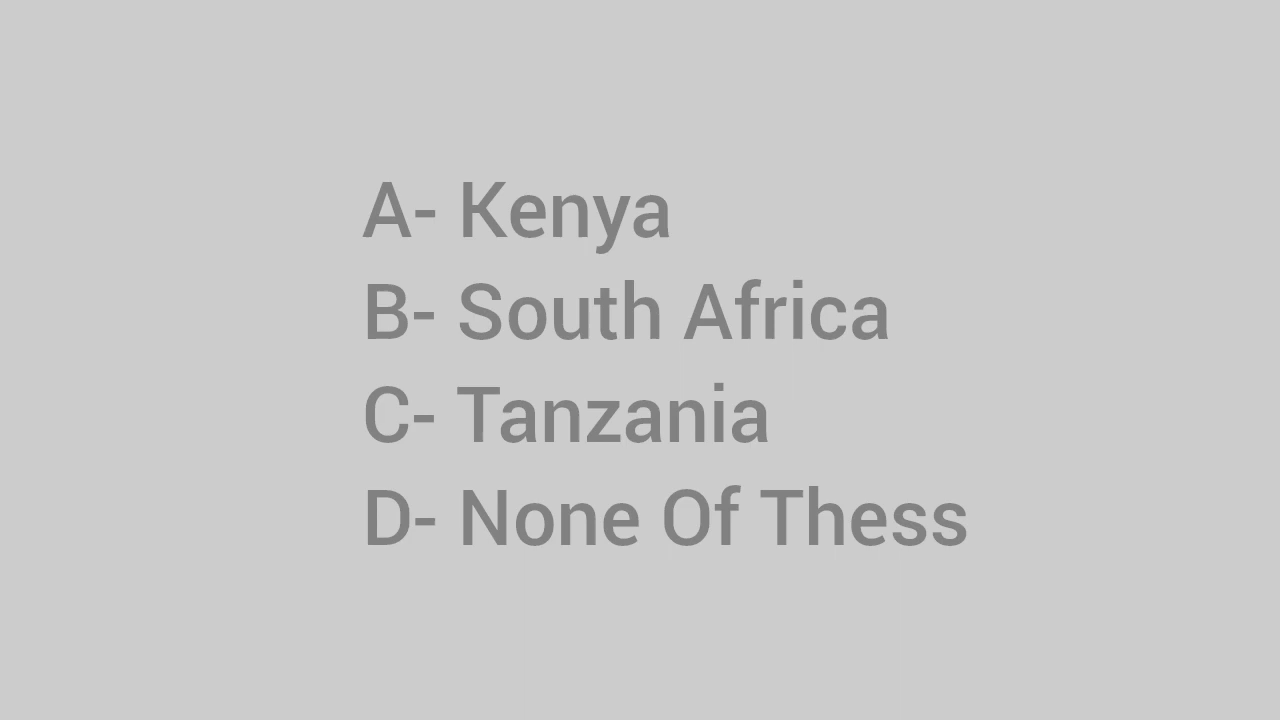 A- Kenya
B- South Africa
C- Tanzania
D- None Of Thess